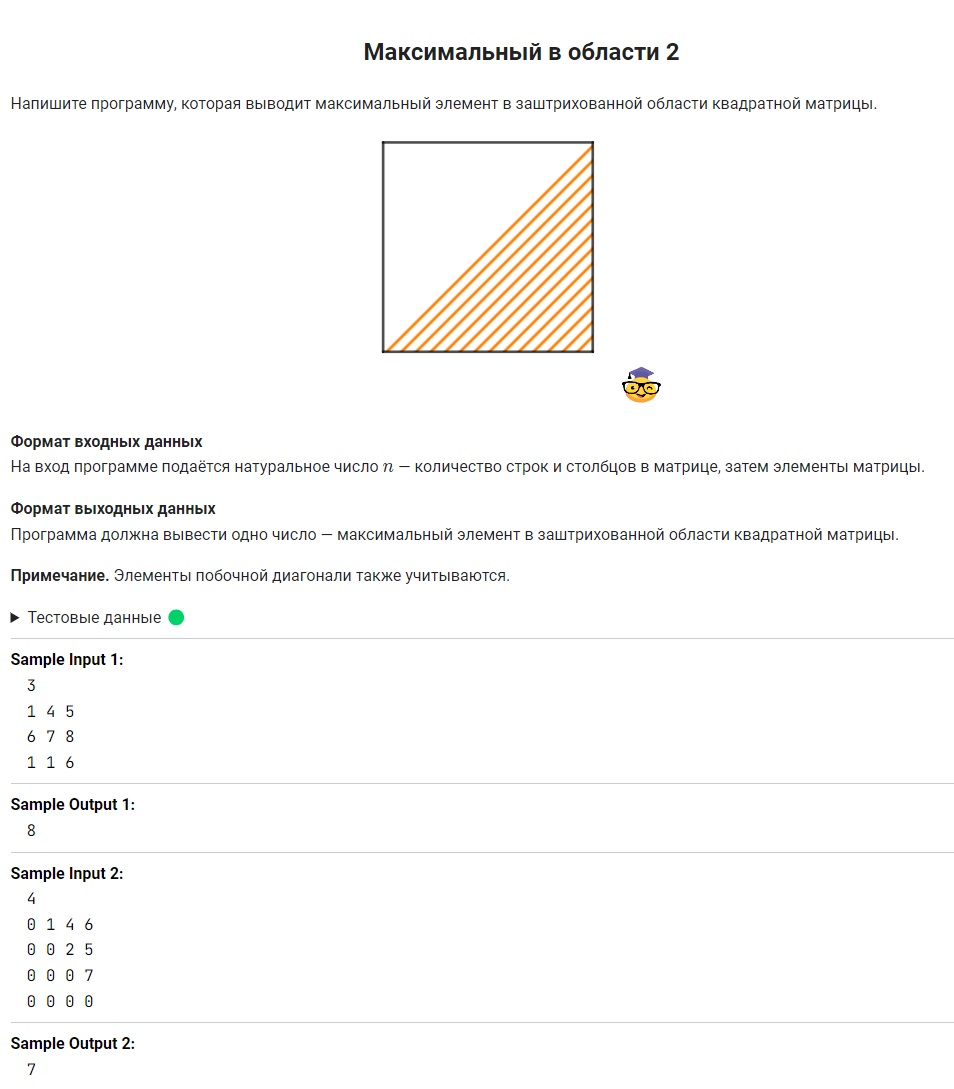 Максимальный в области 2
Напишите программу, которая выводит максимальный элемент в заштрихованной области квадратной матрицы.
Формат входных данных
На вход программе подаётся натуральное число n — количество строк и столбцов в матрице, затем элементы матрицы.
Формат выходных данных
Программа должна вывести одно число — максимальный элемент в заштрихованной области квадратной матрицы.
Примечание. Элементы побочной диагонали также учитываются.
Тестовые данные
Sample Input 1:
3
1 4 5
6 7 8
1 1 6
Sample Output 1:
8
Sample Input 2:
4
0 1 4 6
0 0 2 5
0 0 0 7
0 0 0 0
Sample Output 2:
7